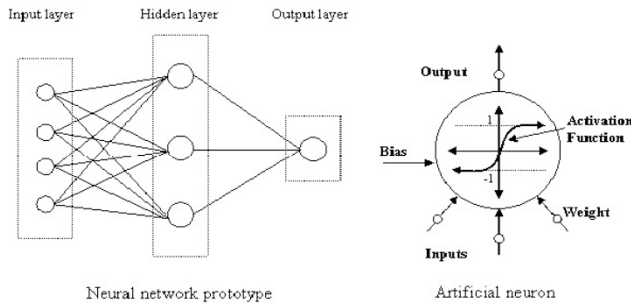 Input layer
Hidden layer
Output layer
Output
1
Activation
Function
Bias
-1
Weight
Inputs
Neural network prototype
Artificial neuron